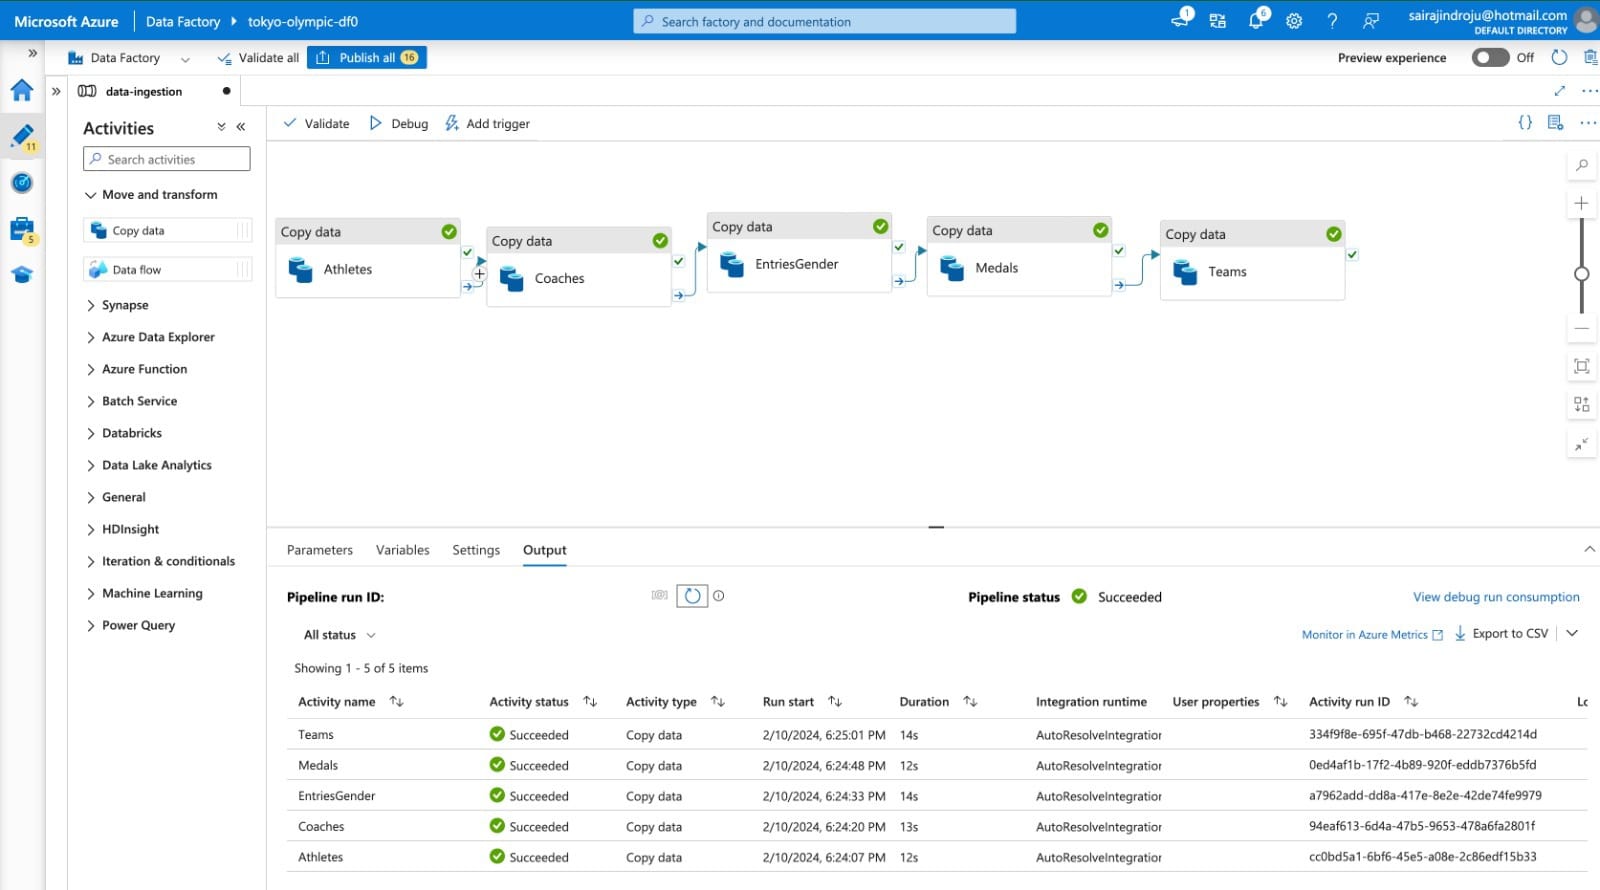 Microsoft Azure Data Factory tokyo-olympic-df0 Search factory and documentation 1 6 sairajindroju@hotmail.com
DEFAULT DIRECTORY
Data Factory Validate all Publish all 16 Preview experience Off
data-ingestion
Activities
Validate Debug Add trigger
11
Search activities
Move and transform
Copy data
Data flow
5
Synapse
Azure Data Explorer
Azure Function
Batch Service
Databricks
Data Lake Analytics
General
HDInsight
Iteration & conditionals
Machine Learning
Power Query
Copy data
Athletes
Copy data
Coaches
Copy data
EntriesGender
Copy data
Medals
Copy data
Teams
Parameters Variables Settings Output
Pipeline run ID: Pipeline status Succeeded View debug run consumption
All status Monitor in Azure Metrics Export to CSV
Showing 1 - 5 of 5 items
Activity name Activity status Activity type Run start Duration Integration runtime User properties Activity run ID
Teams Succeeded Copy data 2/10/2024, 6:25:01 PM 14s AutoResolveIntegration 334f9f8e-695f-47db-b468-22732cd4214d
Medals Succeeded Copy data 2/10/2024, 6:24:48 PM 12s AutoResolveIntegration 0ed4af1b-17f2-4b89-920f-eddb7376b5fd
EntriesGender Succeeded Copy data 2/10/2024, 6:24:33 PM 14s AutoResolveIntegration a7962add-dd8a-417e-8e2e-42de74fe9979
Coaches Succeeded Copy data 2/10/2024, 6:24:20 PM 13s AutoResolveIntegration 94eaf613-6d4a-47b5-9653-478a6fa2801f
Athletes Succeeded Copy data 2/10/2024, 6:24:07 PM 12s AutoResolveIntegration cc0bd5a1-6bf6-45e5-a08e-2c86edf15b33